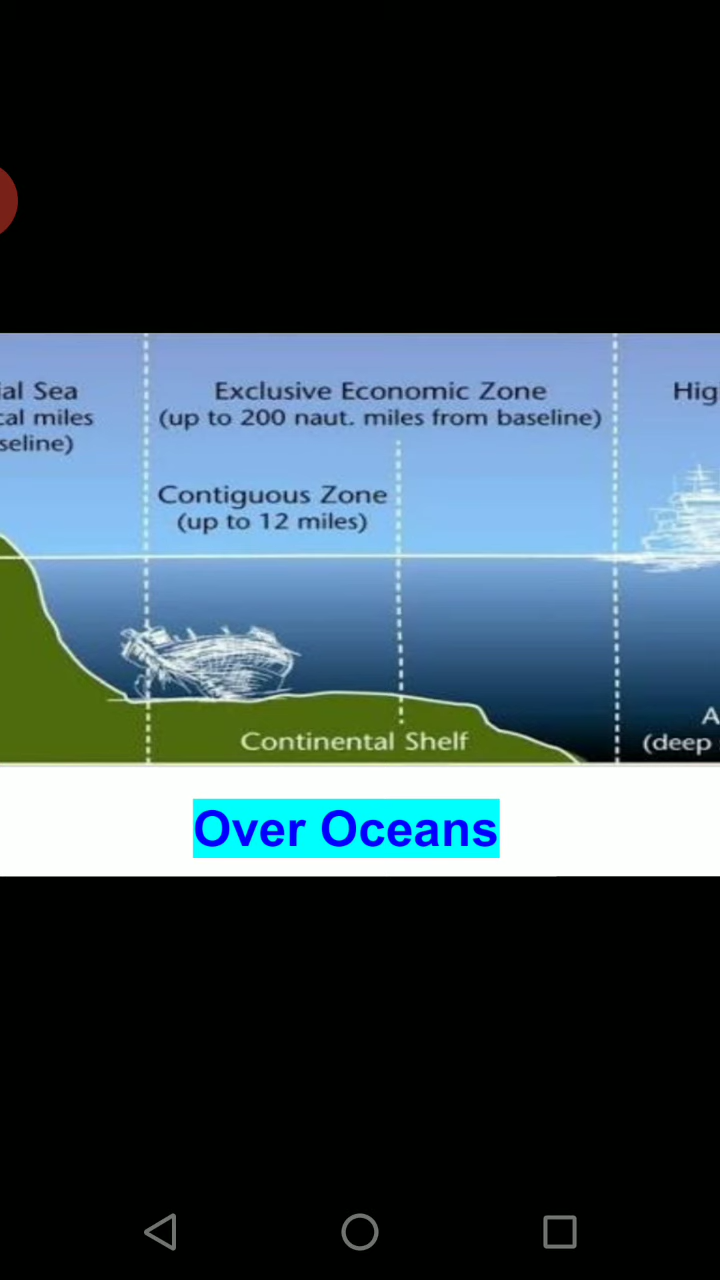 ial Sea
cal miles
seline)
Exclusive Economic Zone
(up to 200 naut. miles from baseline)
Hig
Contiguous Zone
(up to 12 miles)
Continental Shelf
A
(deep
Over Oceans